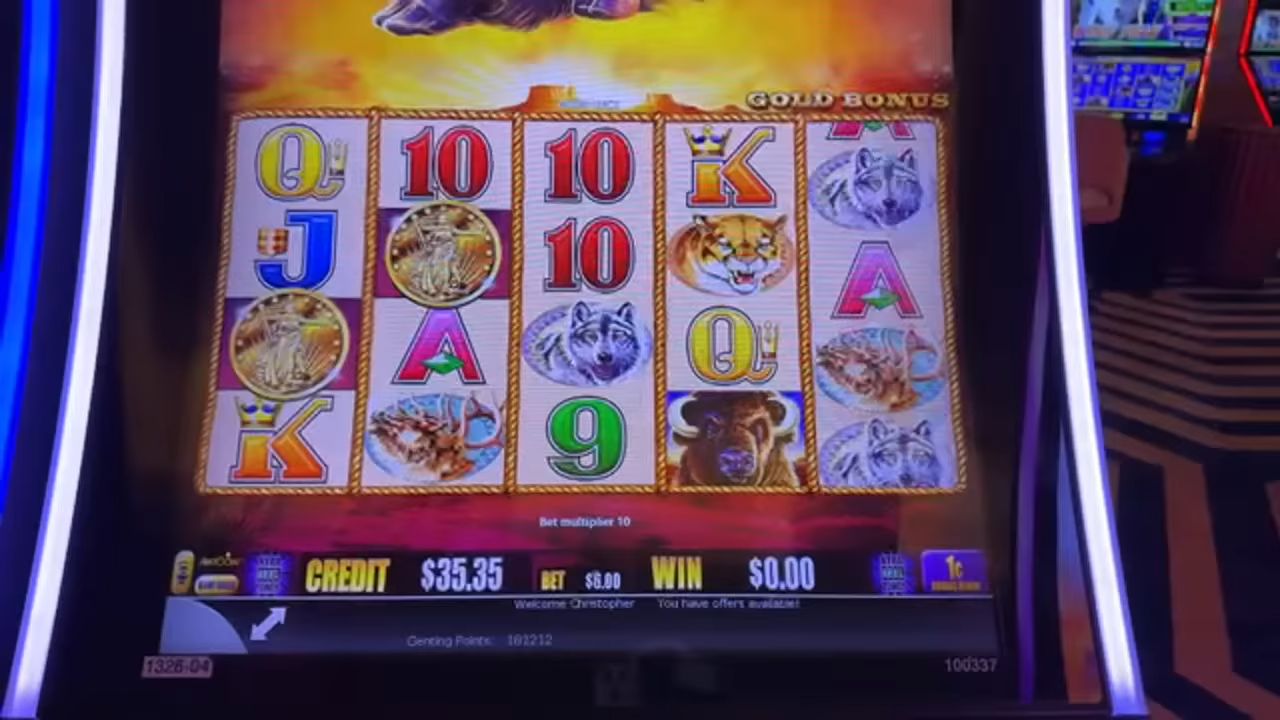 GOLD BONUS
Q 10 10 K A
J 10 A
A Q
K 9
Bet multiplier 10
CREDIT $35.35 BET $6.00 WIN $0.00 1¢
Welcome Christopher You have offers available!
Genting Points: 181212
1326-04 100337